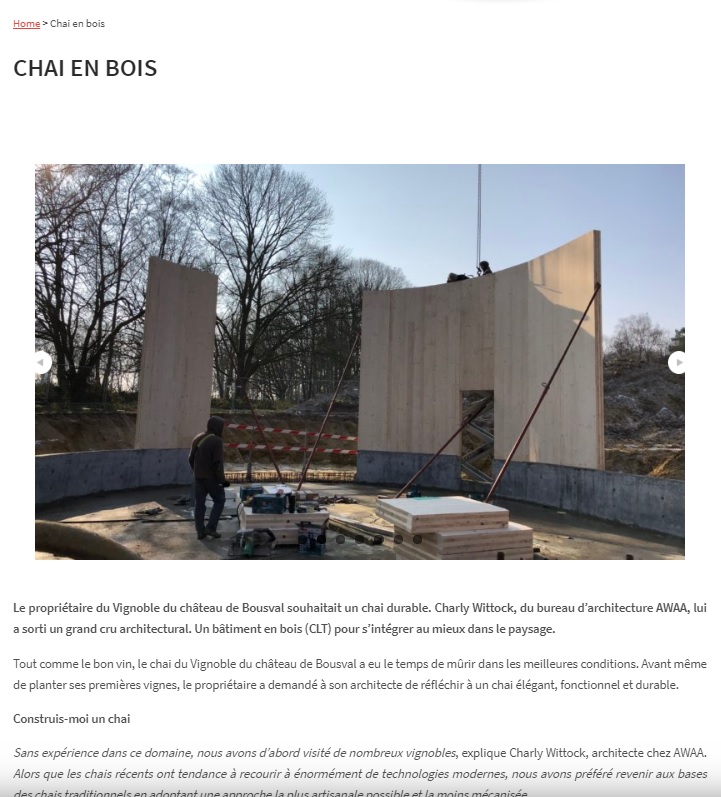 Home > Chai en bois
CHAI EN BOIS
Le propriétaire du Vignoble du château de Bousval souhaitait un chai durable. Charly Wittock, du bureau d’architecture AWAA, lui
a sorti un grand cru architectural. Un bâtiment en bois (CLT) pour s’intégrer au mieux dans le paysage.
Tout comme le bon vin, le chai du Vignoble du château de Bousval a eu le temps de mûrir dans les meilleures conditions. Avant même
de planter ses premières vignes, le propriétaire a demandé à son architecte de réfléchir à un chai élégant, fonctionnel et durable.
Construis-moi un chai
Sans expérience dans ce domaine, nous avons d’abord visité de nombreux vignobles, explique Charly Wittock, architecte chez AWAA.
Alors que les chais récents ont tendance à recourir à énormément de technologies modernes, nous avons préféré revenir aux bases
des chais traditionnels en adoptant une approche la plus artisanale possible et la moins mécanisée.